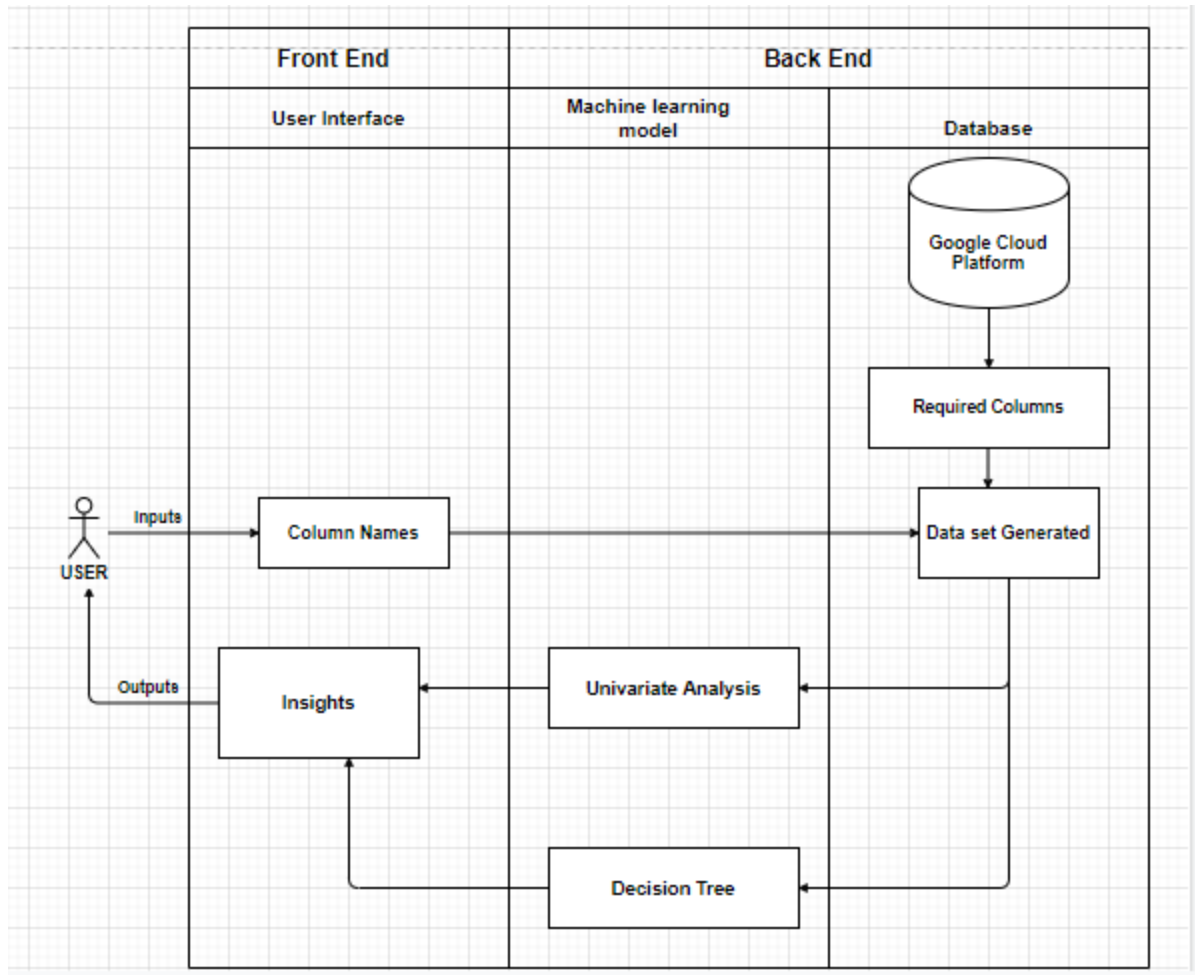 Front End
Back End
User Interface
Machine learning
model
Database
Google Cloud
Platform
Required Columns
Inputs
Column Names
Data set Generated
USER
Outputs
Insights
Univariate Analysis
Decision Tree